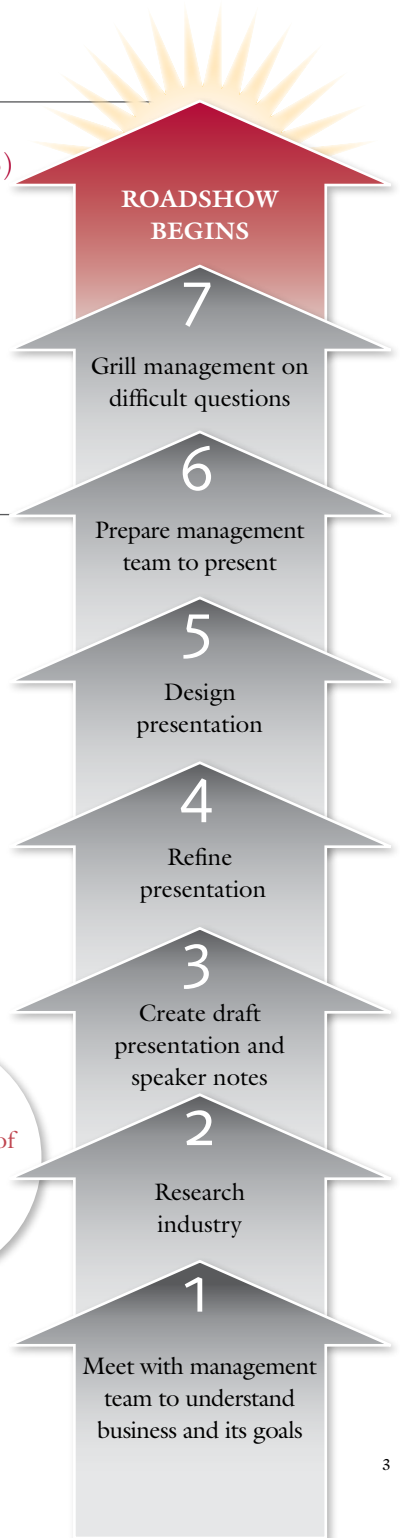 )
ROADSHOW
BEGINS
7
Grill management on
difficult questions
6
Prepare management
team to present
5
Design
presentation
4
Refine
presentation
3
Create draft
presentation and
speaker notes
of
2
Research
industry
1
Meet with management
team to understand
business and its goals
3